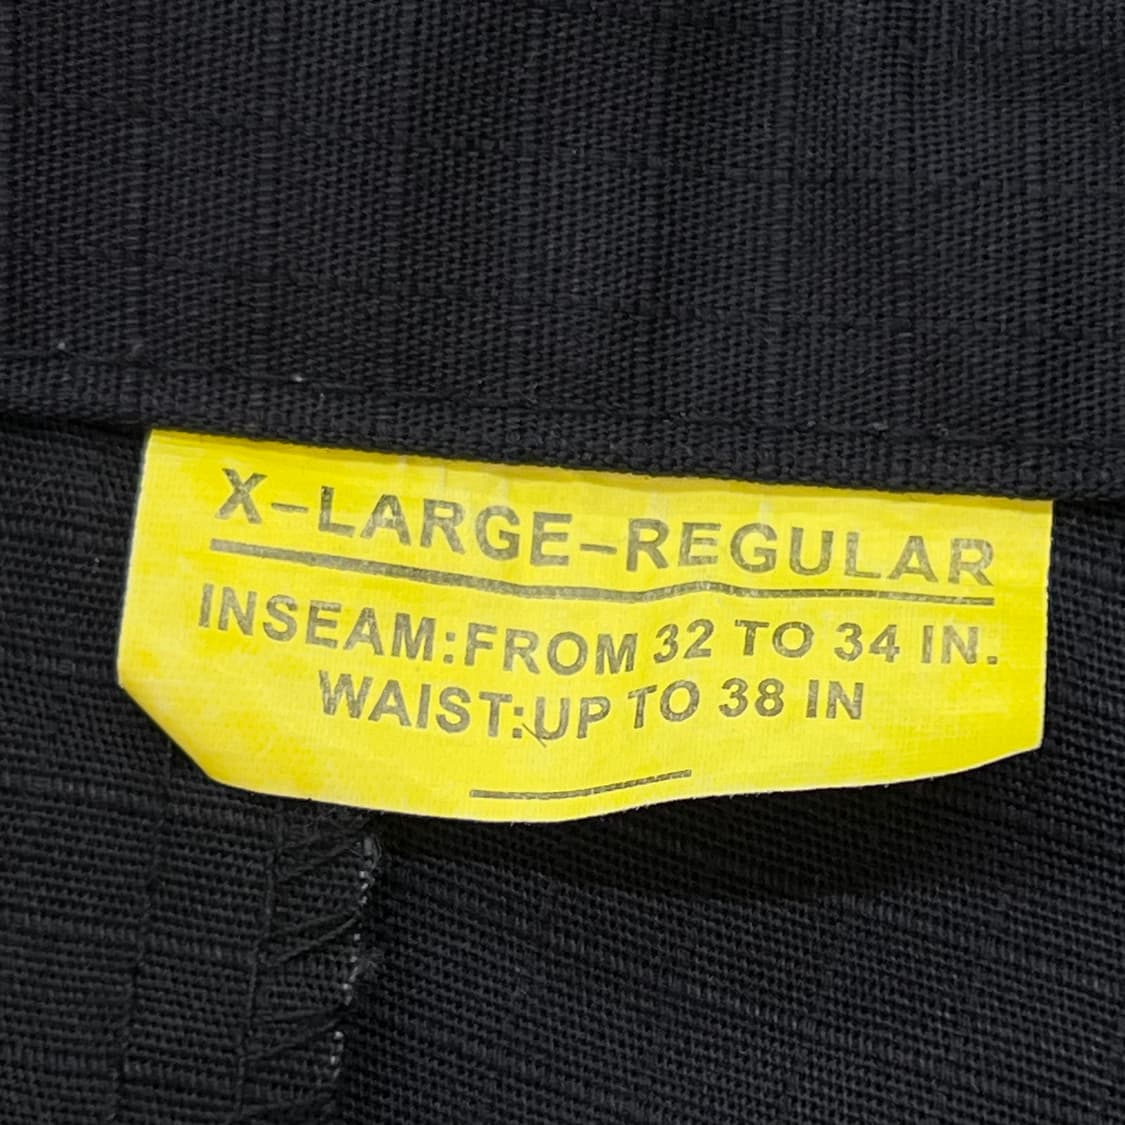 X-LARGE-REGULAR
INSEAM:FROM 32 TO 34 IN.
WAIST:UP TO 38 IN